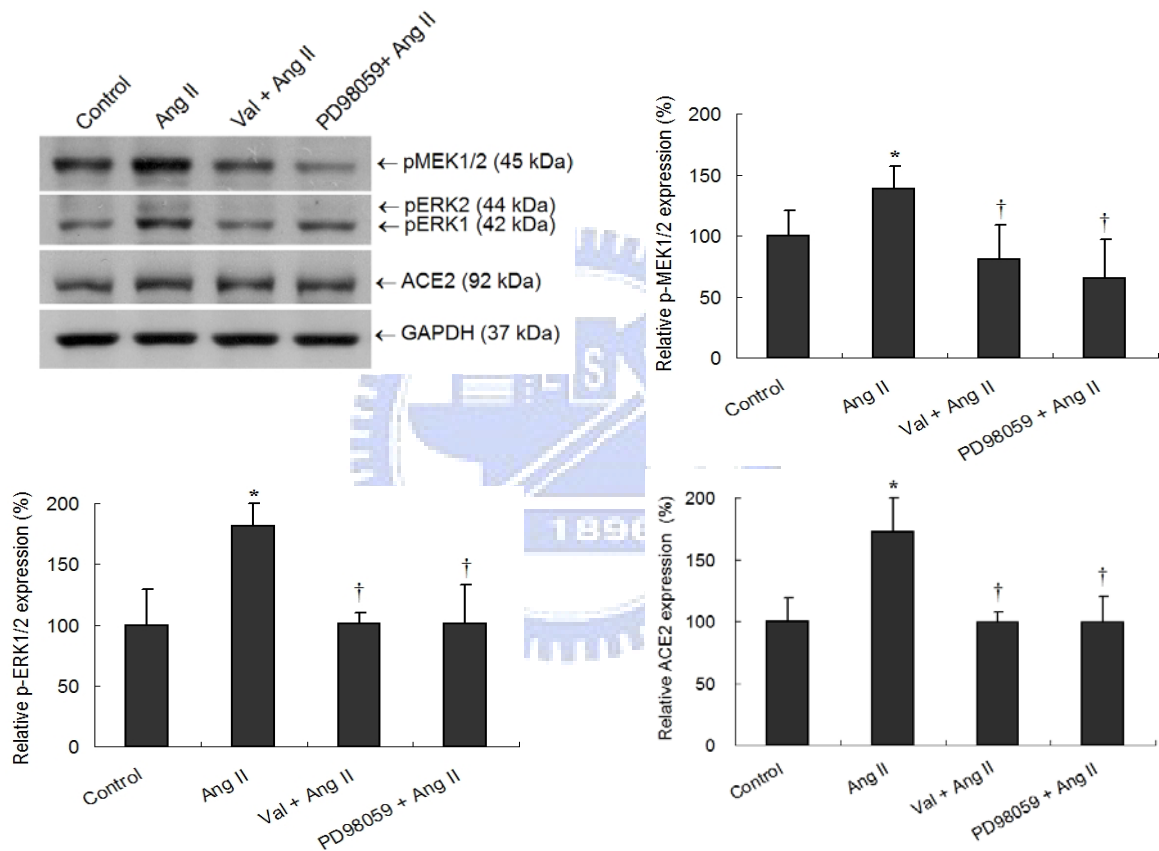 Control
Ang II
Val + Ang II
PD98059+ Ang II
← pMEK1/2 (45 kDa)
← pERK2 (44 kDa)
← pERK1 (42 kDa)
← ACE2 (92 kDa)
← GAPDH (37 kDa)
Relative p-MEK1/2 expression (%)
200
150
100
50
0
*
†
†
Control
Ang II
Val + Ang II
PD98059 + Ang II
Relative p-ERK1/2 expression (%)
200
150
100
50
0
*
†
†
Control
Ang II
Val + Ang II
PD98059 + Ang II
Relative ACE2 expression (%)
200
150
100
50
0
*
†
†
Control
Ang II
Val + Ang II
PD98059 + Ang II
E S
1896